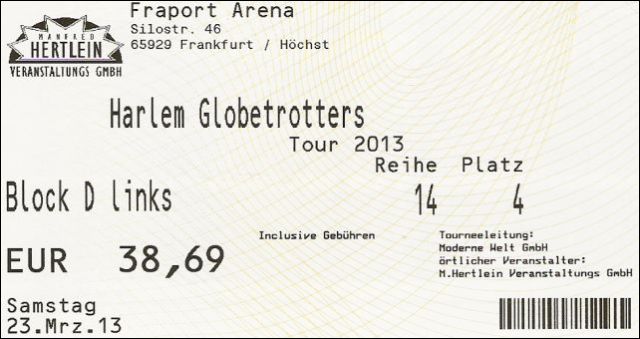 MANFRED
HERTLEIN
VERANSTALTUNGS GMBH
Fraport Arena
Silostr. 46
65929 Frankfurt / Höchst
Harlem Globetrotters
Tour 2013
Reihe Platz
Block D links 14 4
EUR 38,69
Inclusive Gebühren
Tourneeleitung:
Moderne Welt GmbH
örtlicher Veranstalter:
M.Hertlein Veranstaltungs GmbH
Samstag
23.Mrz.13